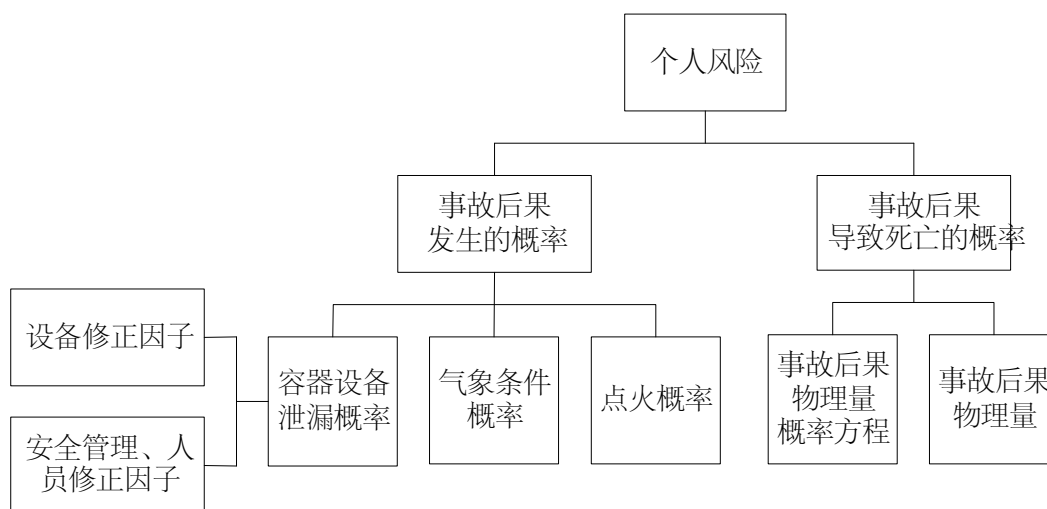 个人风险
事故后果
发生的概率
事故后果
导致死亡的概率
设备修正因子
安全管理、人
员修正因子
容器设备
泄漏概率
气象条件
概率
点火概率
事故后果
物理量
概率方程
事故后果
物理量